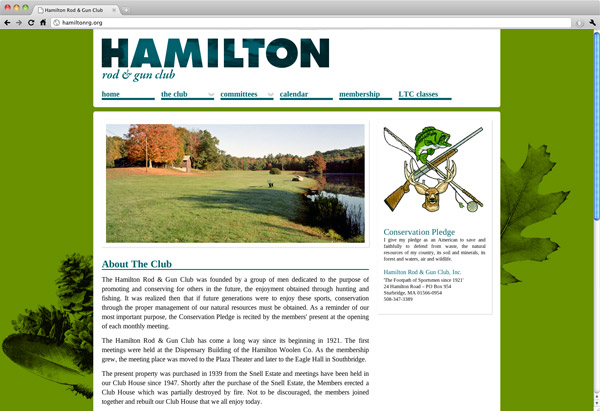 Hamilton Rod & Gun Club
hamiltonrg.org
HAMILTON
rod & gun club
home the club committees calendar membership LTC classes
Conservation Pledge
I give my pledge as an American to save and
faithfully to defend from waste, the natural
resources of my country, its soil and minerals, its
forest and waters, air and wildlife.
Hamilton Rod & Gun Club, Inc.
'The Footpath of Sportsmen since 1921'
24 Hamilton Road – PO Box 954
Sturbridge, MA 01566-0954
508-347-3389
About The Club
The Hamilton Rod & Gun Club was founded by a group of men dedicated to the purpose of
promoting and conserving for others in the future, the enjoyment obtained through hunting and
fishing. It was realized then that if future generations were to enjoy these sports, conservation
through the proper management of our natural resources must be obtained. As a reminder of our
most important purpose, the Conservation Pledge is recited by the members' present at the opening
of each monthly meeting.
The Hamilton Rod & Gun Club has come a long way since its beginning in 1921. The first
meetings were held at the Dispensary Building of the Hamilton Woolen Co. As the membership
grew, the meeting place was moved to the Plaza Theater and later to the Eagle Hall in Southbridge.
The present property was purchased in 1939 from the Snell Estate and meetings have been held in
our Club House since 1947. Shortly after the purchase of the Snell Estate, the Members erected a
Club House which was partially destroyed by fire. Not to be discouraged, the members joined
together and rebuilt our Club House that we all enjoy today.